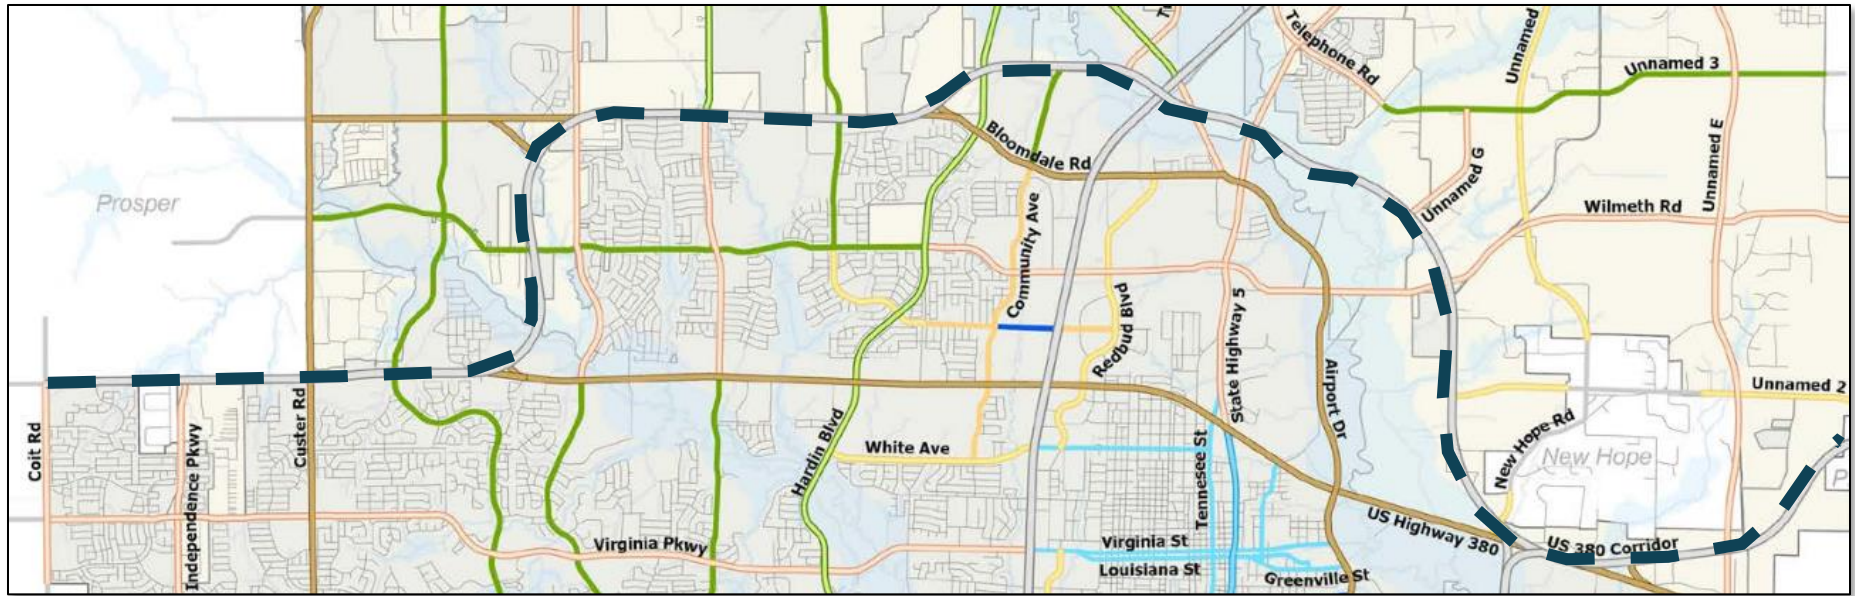 Telephone Rd
Unnamed
Unnamed 3
Bloomdale Rd
Unnamed G
Unnamed E
Wilmeth Rd
Prosper
Community Ave
Redbud Blvd
State Highway 5
Airport Dr
Unnamed 2
Coit Rd
Independence Pkwy
Custer Rd
Hardin Blvd
White Ave
Tennesee St
New Hope Rd
New Hope
P
US Highway 380
US 380 Corridor
Virginia Pkwy
Virginia St
Louisiana St
Greenville St